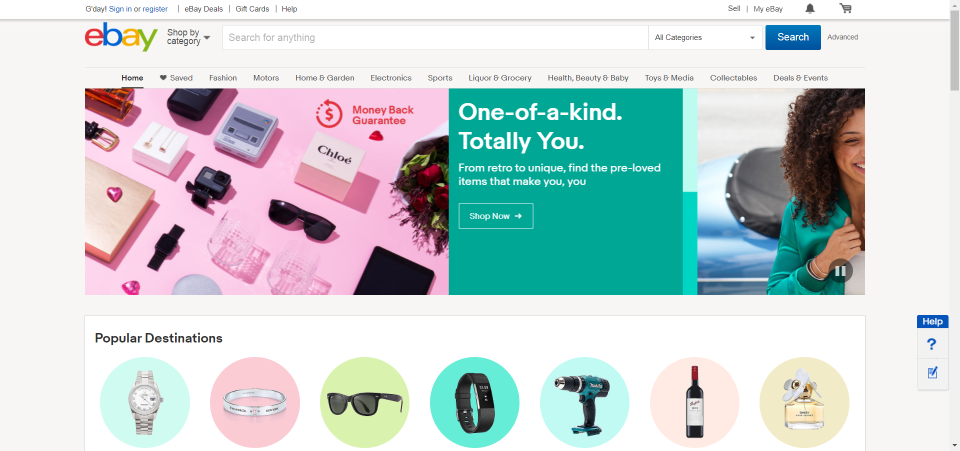 G'day! Sign in or register | eBay Deals | Gift Cards | Help
Sell | My eBay
ebay
Shop by category
Search for anything
All Categories
Search
Advanced
Home
Saved
Fashion
Motors
Home & Garden
Electronics
Sports
Liquor & Grocery
Health, Beauty & Baby
Toys & Media
Collectables
Deals & Events
Money Back
Guarantee
Chloé
One-of-a-kind.
Totally You.
From retro to unique, find the pre-loved
items that make you, you
Shop Now
Help
?
Popular Destinations